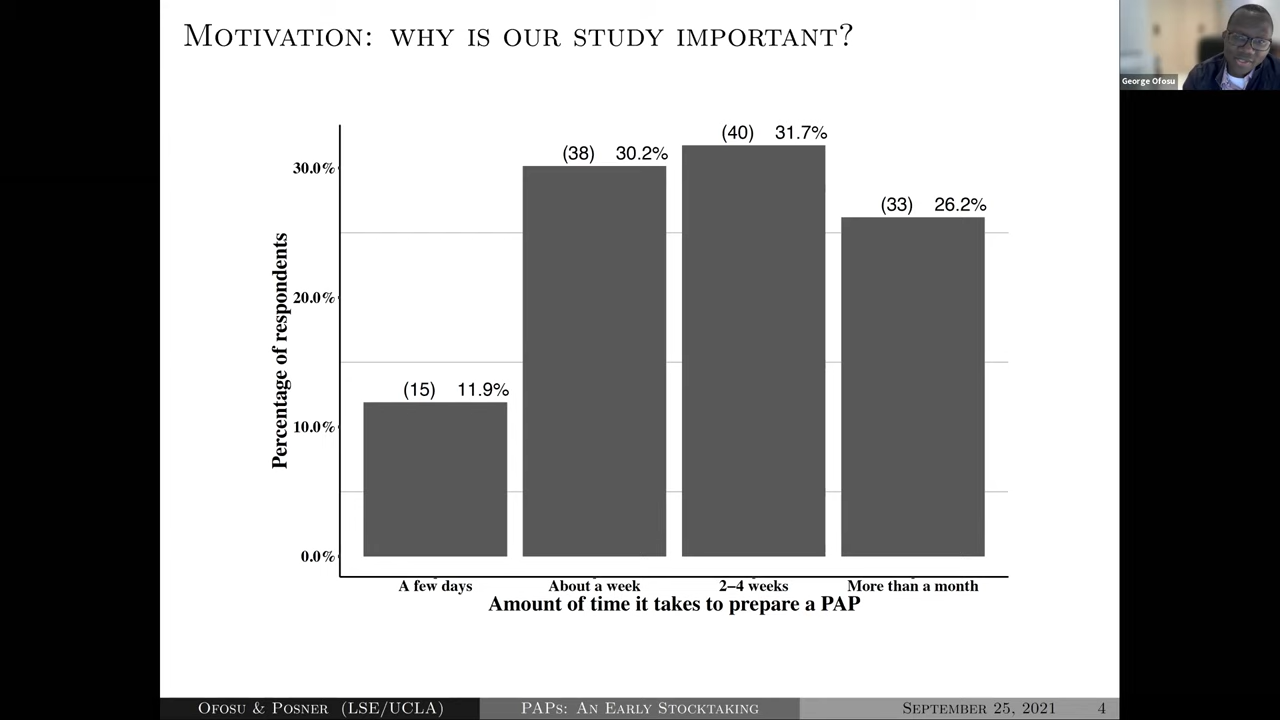 MOTIVATION: WHY IS OUR STUDY IMPORTANT?
George Ofosu
(40) 31.7%
(38) 30.2%
(33) 26.2%
(15) 11.9%
30.0%
20.0%
10.0%
0.0%
Percentage of respondents
A few days About a week 2–4 weeks More than a month
Amount of time it takes to prepare a PAP
OFOSU & POSNER (LSE/UCLA) PAPS: AN EARLY STOCKTAKING SEPTEMBER 25, 2021 4